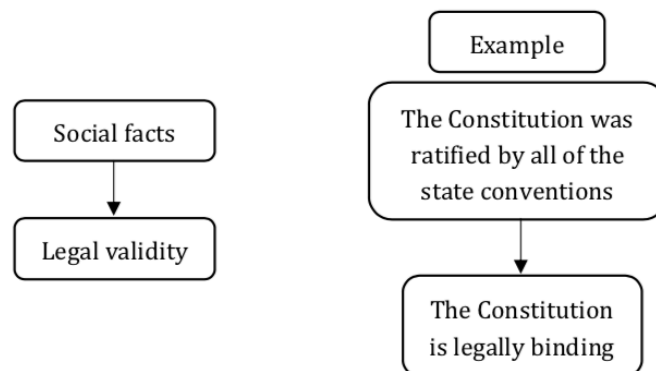 Social facts
Legal validity
Example
The Constitution was
ratified by all of the
state conventions
The Constitution
is legally binding